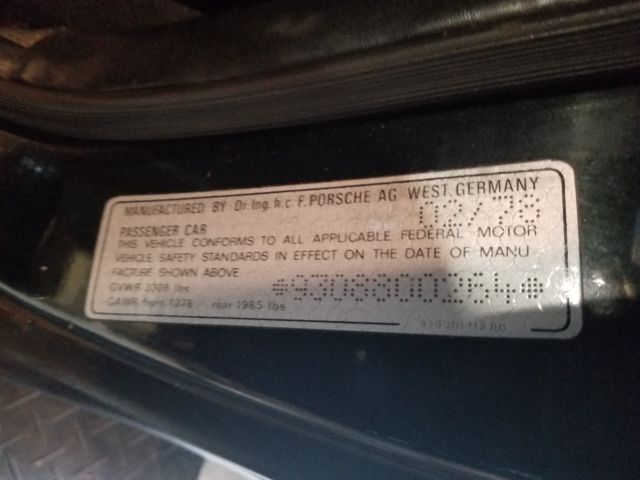 MANUFACTURED BY Dr. Ing. h.c. F. PORSCHE AG WEST GERMANY
02/78
PASSENGER CAR
THIS VEHICLE CONFORMS TO ALL APPLICABLE FEDERAL MOTOR
VEHICLE SAFETY STANDARDS IN EFFECT ON THE DATE OF MANU
FACTURE SHOWN ABOVE
GVWR 3308 lbs.
*9308800264*
GAWR front 1378 rear 1985 lbs